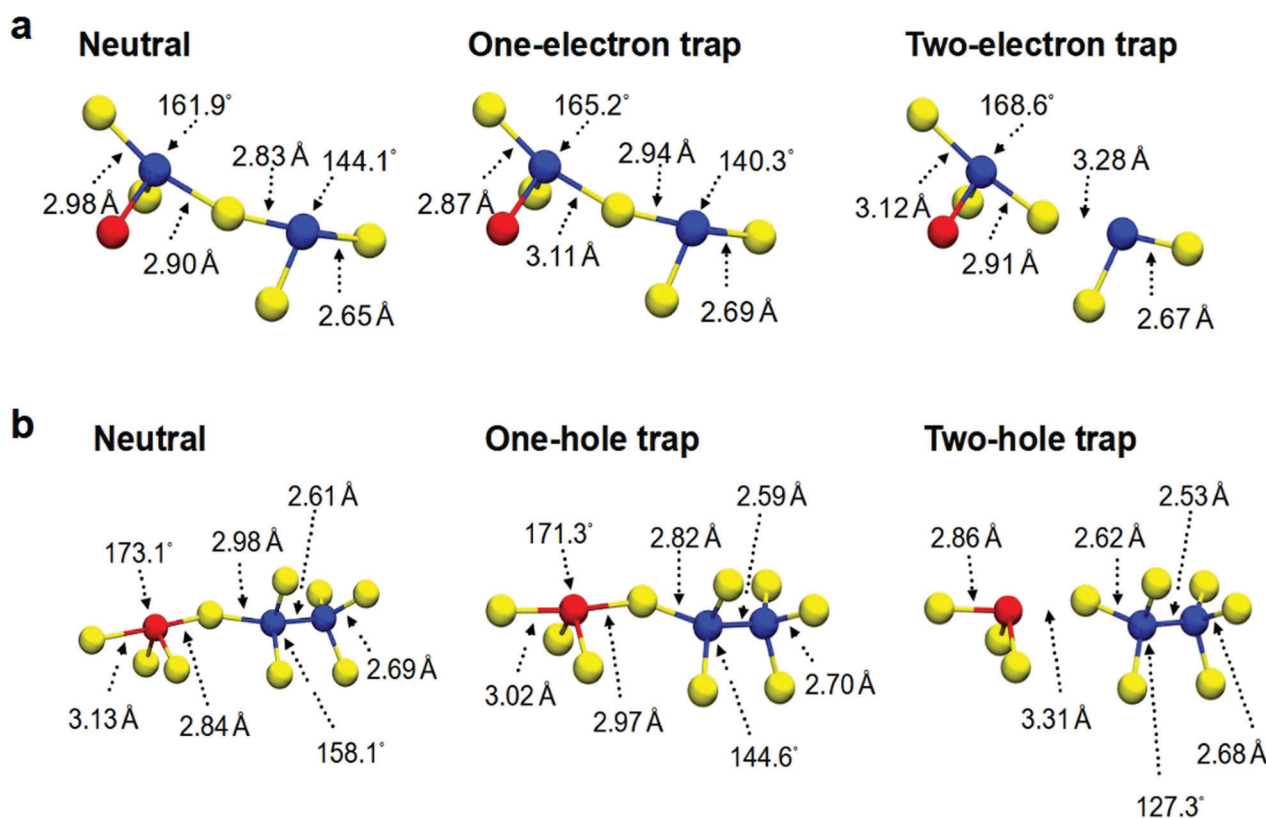 a
Neutral
One-electron trap
Two-electron trap
161.9°
2.83 Å
144.1°
2.98 Å
2.90 Å
2.65 Å
165.2°
2.94 Å
140.3°
2.87 Å
3.11 Å
2.69 Å
168.6°
3.28 Å
3.12 Å
2.91 Å
2.67 Å
b
Neutral
One-hole trap
Two-hole trap
2.61 Å
173.1°
2.98 Å
2.69 Å
3.13 Å
2.84 Å
158.1°
2.59 Å
171.3°
2.82 Å
3.02 Å
2.97 Å
2.70 Å
144.6°
2.53 Å
2.86 Å
2.62 Å
3.31 Å
2.68 Å
127.3°